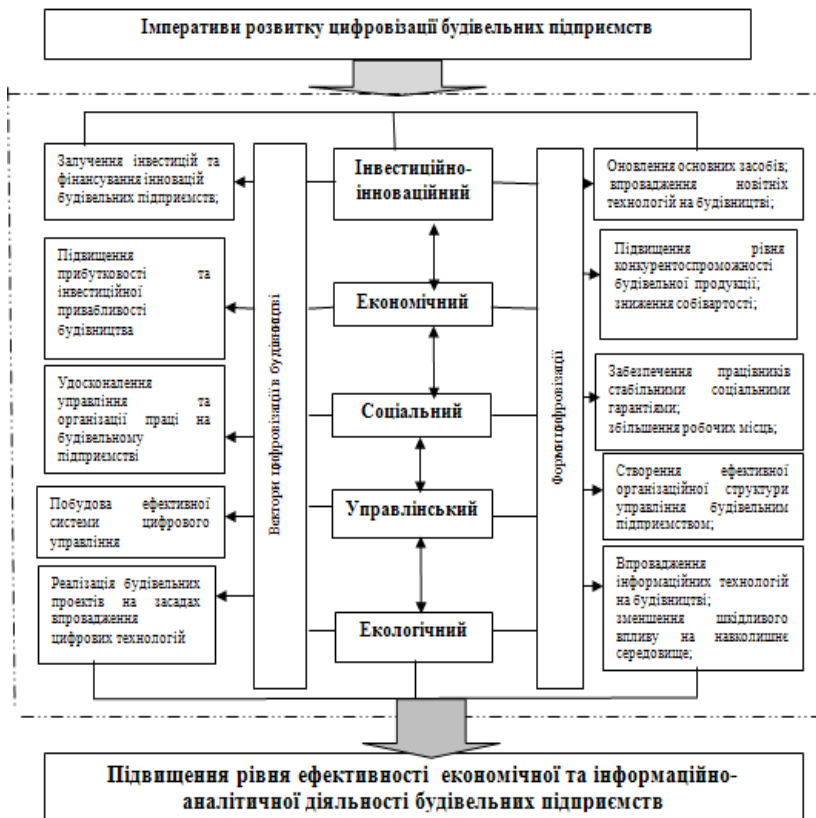 Імперативи розвитку цифровізації будівельних підприємств
Залучення інвестицій та
фінансування інновацій
будівельних підприємств;
Підвищення
прибутковості та
інвестиційної
привабливості
будівництва
Удосконалення
управління та
організації праці на
будівельному
підприємстві
Побудова ефективної
системи цифрового
управління
Реалізація будівельних
проектів на засадах
впровадження
цифрових технологій
Вектори цифровізації в будівництві
Інвестиційно-
інноваційний
Економічний
Соціальний
Управлінський
Екологічний
Форми цифровізації
Оновлення основних засобів;
впровадження новітніх
технологій на будівництві;
Підвищення рівня
конкурентоспроможності
будівельної продукції;
зниження собівартості;
Забезпечення працівників
стабільними соціальними
гарантіями;
збільшення робочих місць;
Створення ефективної
організаційної структури
управління будівельним
підприємством;
Впровадження
інформаційних технологій
на будівництві;
зменшення шкідливого
впливу на навколишнє
середовище;
Підвищення рівня ефективності економічної та інформаційно-
аналітичної діяльності будівельних підприємств